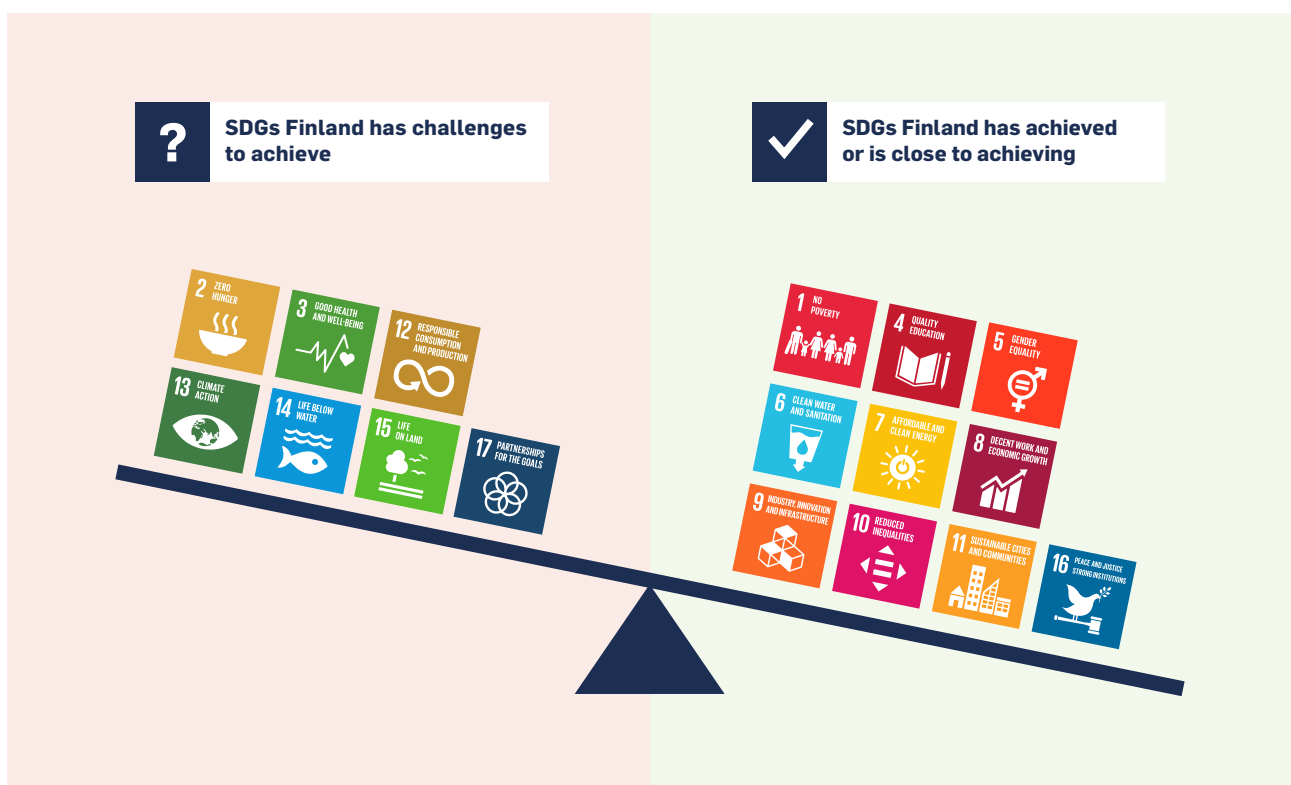 ?
SDGs Finland has challenges
to achieve
SDGs Finland has achieved
or is close to achieving
2 ZERO
HUNGER
3 GOOD HEALTH
AND WELL-BEING
12 RESPONSIBLE
CONSUMPTION
AND PRODUCTION
13 CLIMATE
ACTION
14 LIFE BELOW
WATER
15 LIFE
ON LAND
17 PARTNERSHIPS
FOR THE GOALS
1 NO
POVERTY
4 QUALITY
EDUCATION
5 GENDER
EQUALITY
6 CLEAN WATER
AND SANITATION
7 AFFORDABLE AND
CLEAN ENERGY
8 DECENT WORK AND
ECONOMIC GROWTH
9 INDUSTRY, INNOVATION
AND INFRASTRUCTURE
10 REDUCED
INEQUALITIES
11 SUSTAINABLE CITIES
AND COMMUNITIES
16 PEACE AND JUSTICE
STRONG INSTITUTIONS